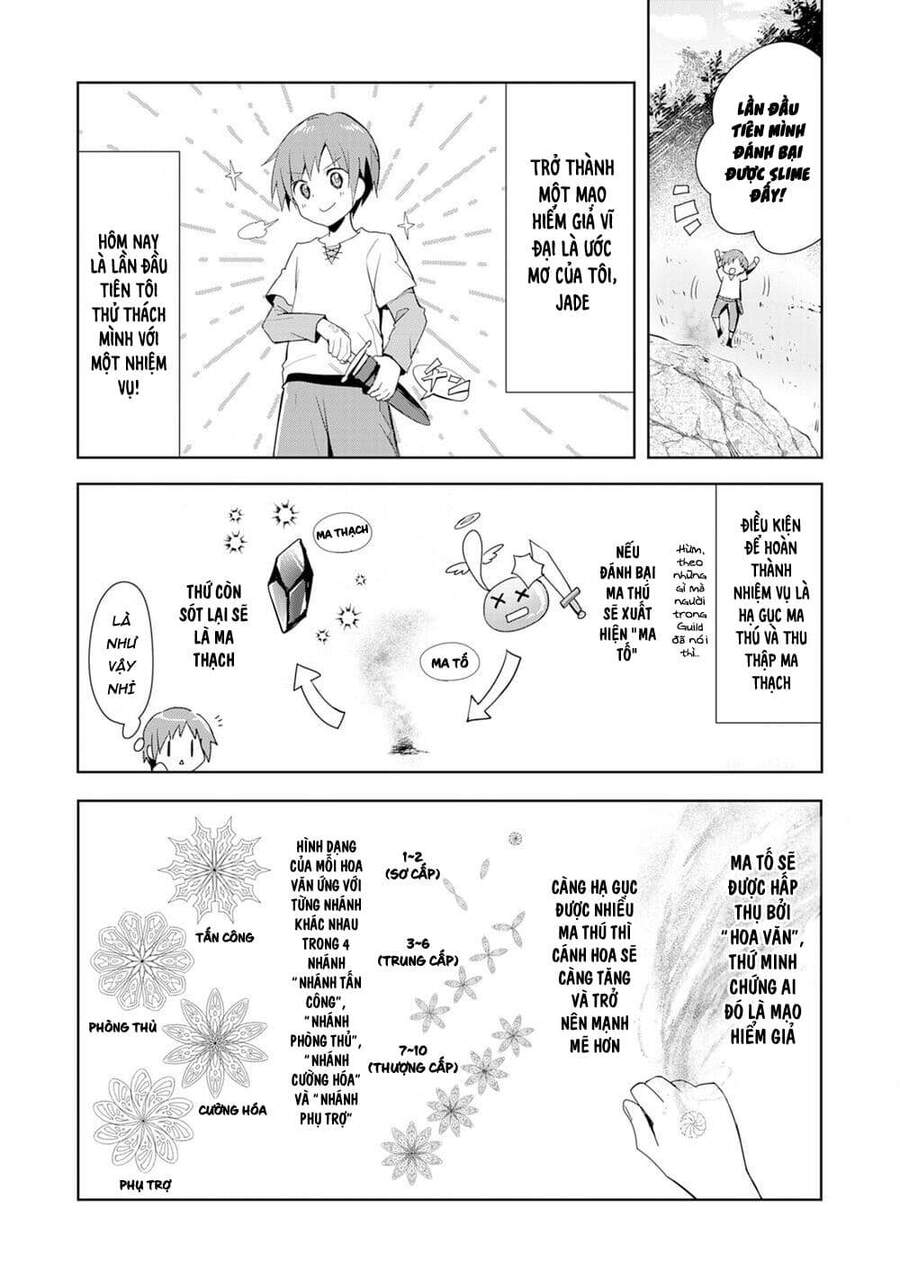 LẦN ĐẦU
TIÊN MÌNH
ĐÁNH BẠI
ĐƯỢC SLIME
ĐẤY!
TRỞ THÀNH
MỘT MẠO
HIỂM GIẢ VĨ
ĐẠI LÀ ƯỚC
MƠ CỦA TÔI,
JADE
チン
HÔM NAY
LÀ LẦN ĐẦU
TIÊN TÔI
THỬ THÁCH
MÌNH VỚI
MỘT NHIỆM
VỤ!
ĐIỀU KIỆN
ĐỂ HOÀN
THÀNH
NHIỆM VỤ LÀ
HẠ GỤC MA
THÚ VÀ THU
THẬP MA
THẠCH
Hừm,
theo
những
gì mà
người
trong
Guild
đã nói
thì...
NẾU
ĐÁNH BẠI
MA THÚ
SẼ XUẤT
HIỆN "MA
TỐ"
MA TỐ
MA THẠCH
THỨ CÒN
SÓT LẠI SẼ
LÀ MA
THẠCH
LÀ NHƯ
VẬY NHỈ
MA TỐ SẼ
ĐƯỢC HẤP
THỤ BỞI
“HOA VĂN”,
THỨ MINH
CHỨNG AI
ĐÓ LÀ MẠO
HIỂM GIẢ
CÀNG HẠ GỤC
ĐƯỢC NHIỀU
MA THÚ THÌ
CÁNH HOA SẼ
CÀNG TĂNG
VÀ TRỞ
NÊN MẠNH
MẼ HƠN
1~2
(SƠ CẤP)
3~6
(TRUNG CẤP)
7~10
(THƯỢNG CẤP)
HÌNH DẠNG
CỦA MỖI HOA
VĂN ỨNG VỚI
TỪNG NHÁNH
KHÁC NHAU
TRONG 4
NHÁNH
“NHÁNH TẤN
CÔNG”,
“NHÁNH
PHÒNG THỦ”,
“NHÁNH
CƯỜNG HÓA”
VÀ “NHÁNH
PHỤ TRỢ”
TẤN CÔNG
PHÒNG THỦ
CƯỜNG HÓA
PHỤ TRỢ